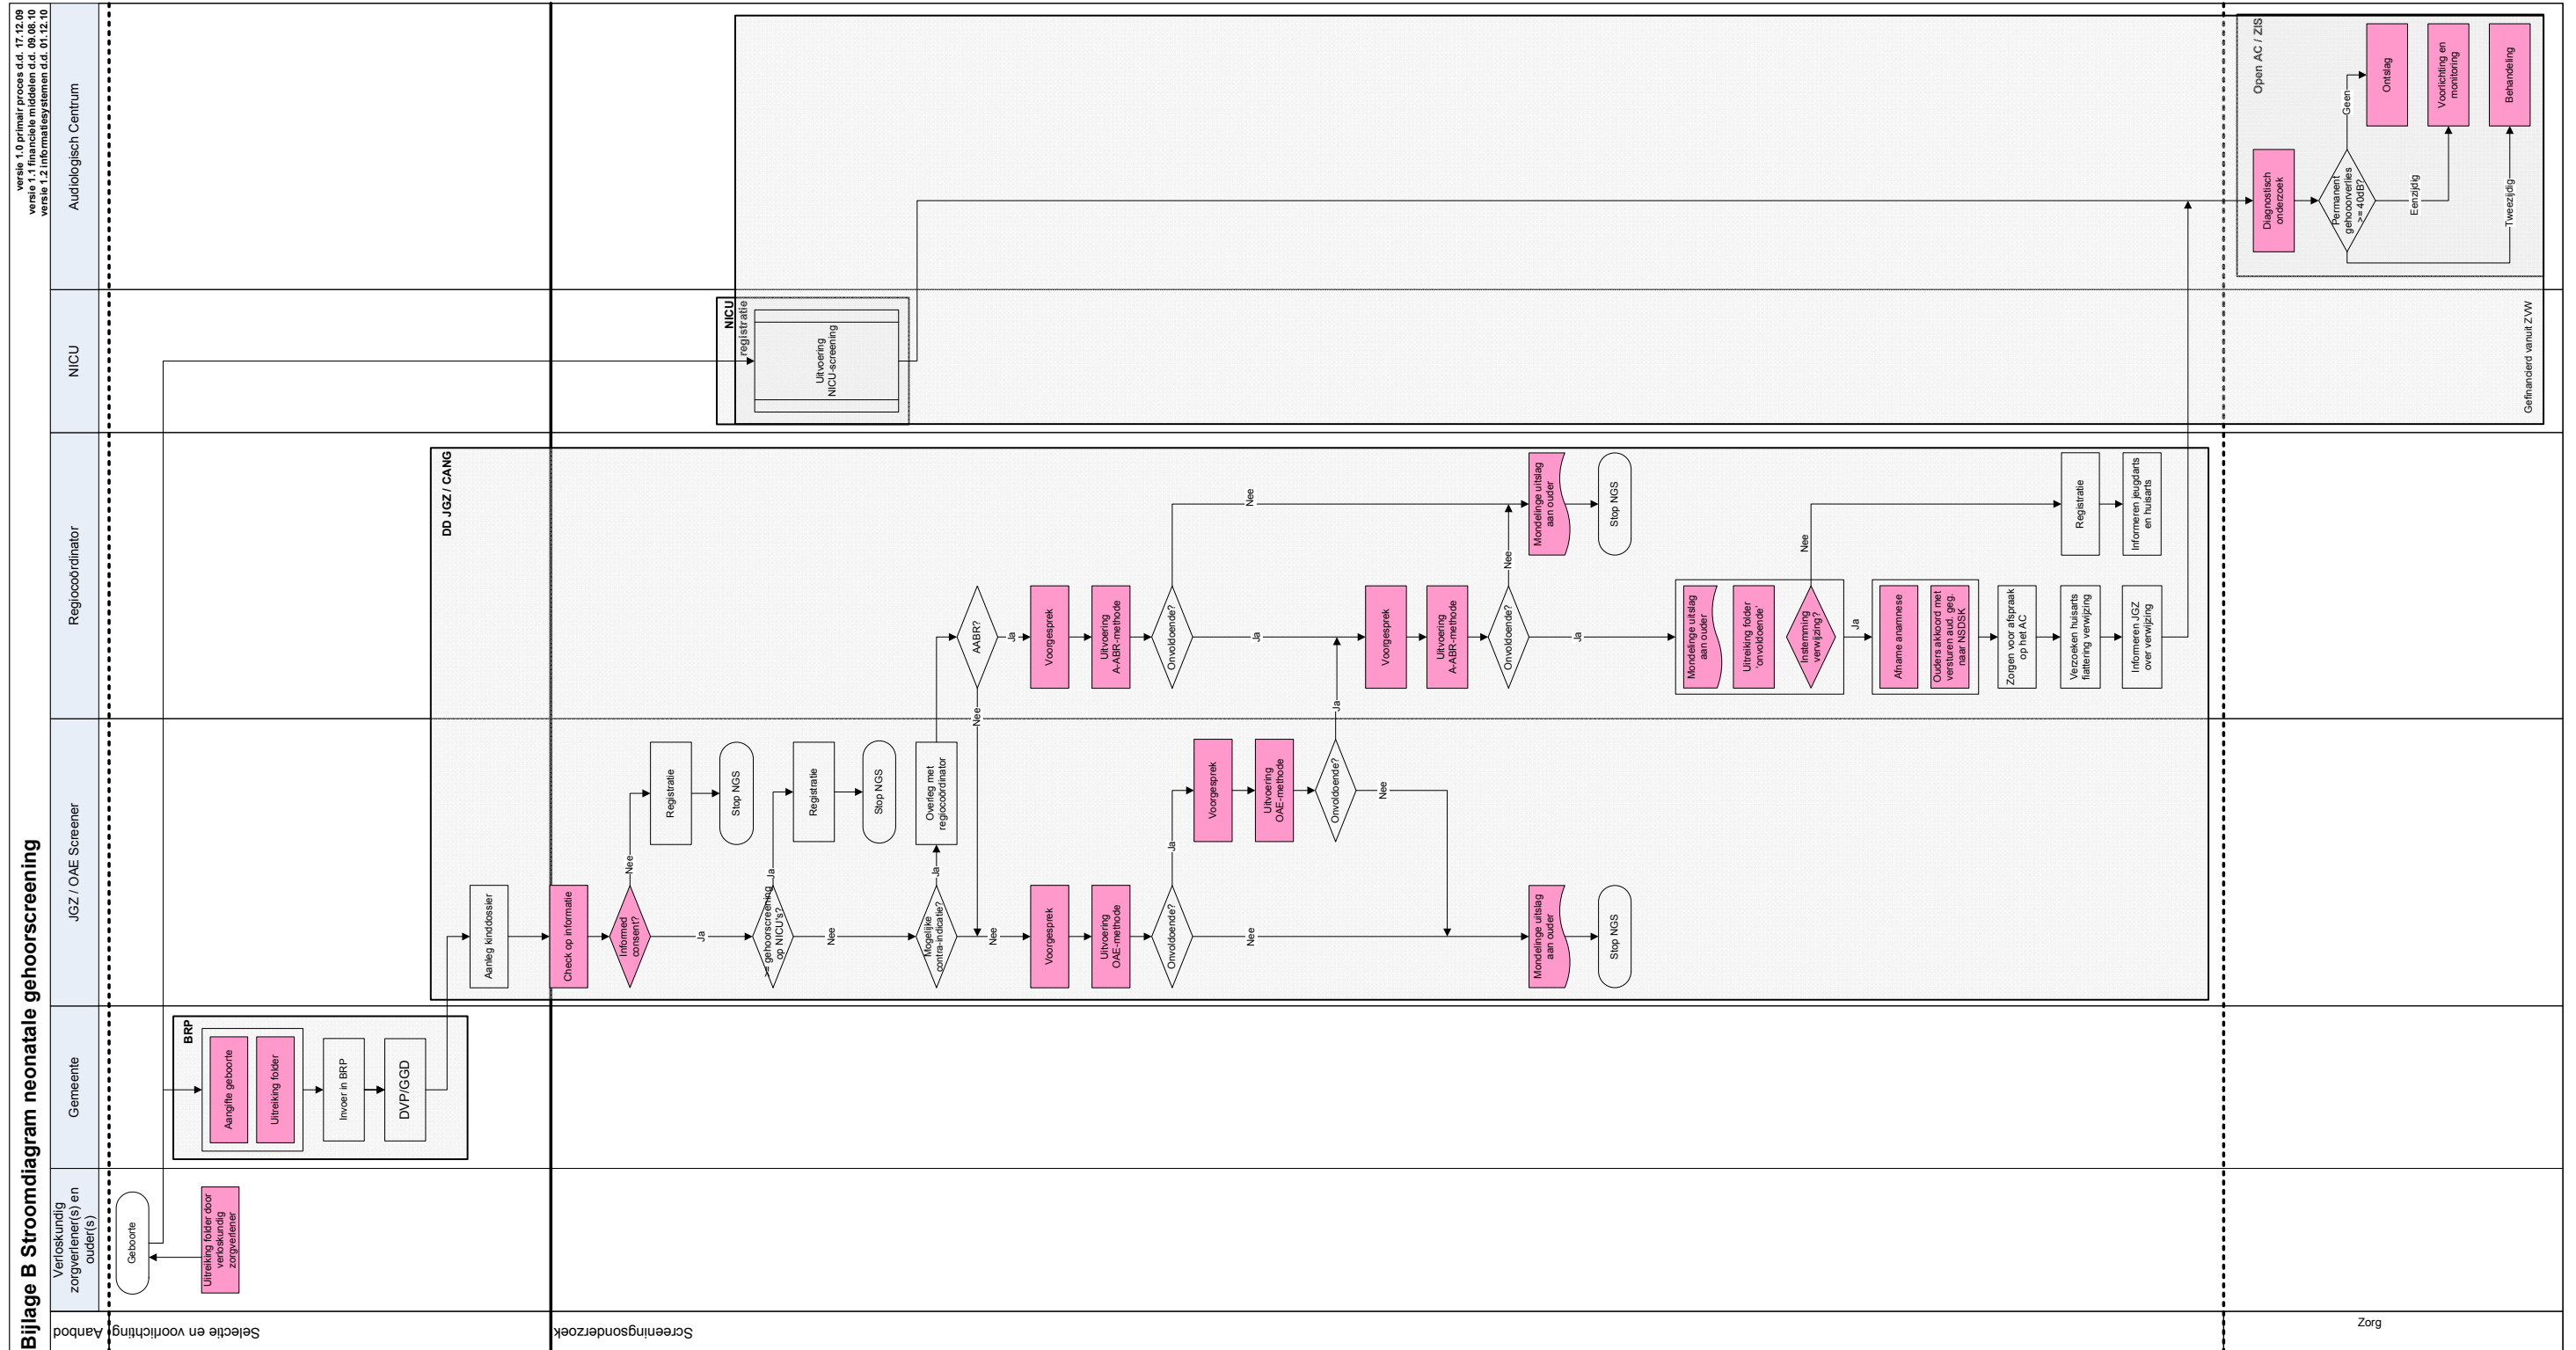 Bijlage B Stroomdiagram neonatale gehoorscreening
versie 1.0 primair proces d.d. 17.12.09
versie 1.1 financiele middelen d.d. 09.08.10
versie 1.2 informatiesystemen d.d. 01.12.10
Verloskundig
zorgverlener(s) en
ouder(s)
Gemeente
JGZ / OAE Screener
Regiocoördinator
NICU
Audiologisch Centrum
Aanbod
Selectie en voorlichting
Screeningsonderzoek
Zorg
Geboorte
Uitreiking folder door
verloskundig
zorgverlener
BRP
Aangifte geboorte
Uitreiking folder
Invoer in BRP
DVP/GGD
DD JGZ / CANG
Aanleg kindossier
Check op informatie
Informed
consent?
Nee
Registratie
Stop NGS
Ja
>= gehoorscreening
op NICU's?
Ja
Registratie
Stop NGS
Nee
Mogelijke
contra-indicatie?
Ja
Overleg met
regiocoördinator
Nee
AABR?
Nee
Ja
Voorgesprek
Uitvoering
OAE-methode
Onvoldoende?
Ja
Nee
Voorgesprek
Uitvoering
OAE-methode
Onvoldoende?
Ja
Nee
Mondelinge uitslag
aan ouder
Stop NGS
Voorgesprek
Uitvoering
A-ABR-methode
Onvoldoende?
Nee
Ja
Voorgesprek
Uitvoering
A-ABR-methode
Onvoldoende?
Nee
Ja
Mondelinge uitslag
aan ouder
Stop NGS
Mondelinge uitslag
aan ouder
Uitreiking folder
'onvoldoende'
Instemming
verwijzing?
Nee
Ja
Afname anamnese
Ouders akkoord met
versturen aud. geg.
naar NSDSK
Zorgen voor afspraak
op het AC
Verzoeken huisarts
fiattering verwijzing
Informeren JGZ
over verwijzing
Registratie
Informeren jeugdarts
en huisarts
NICU
registratie
Uitvoering
NICU-screening
Gefinancierd vanuit ZVW
Open AC / ZIS
Diagnostisch
onderzoek
Permanent
gehooorverlies
>= 40dB?
Geen
Eenzijdig
Tweezijdig
Ontslag
Voorlichting en
monitoring
Behandeling